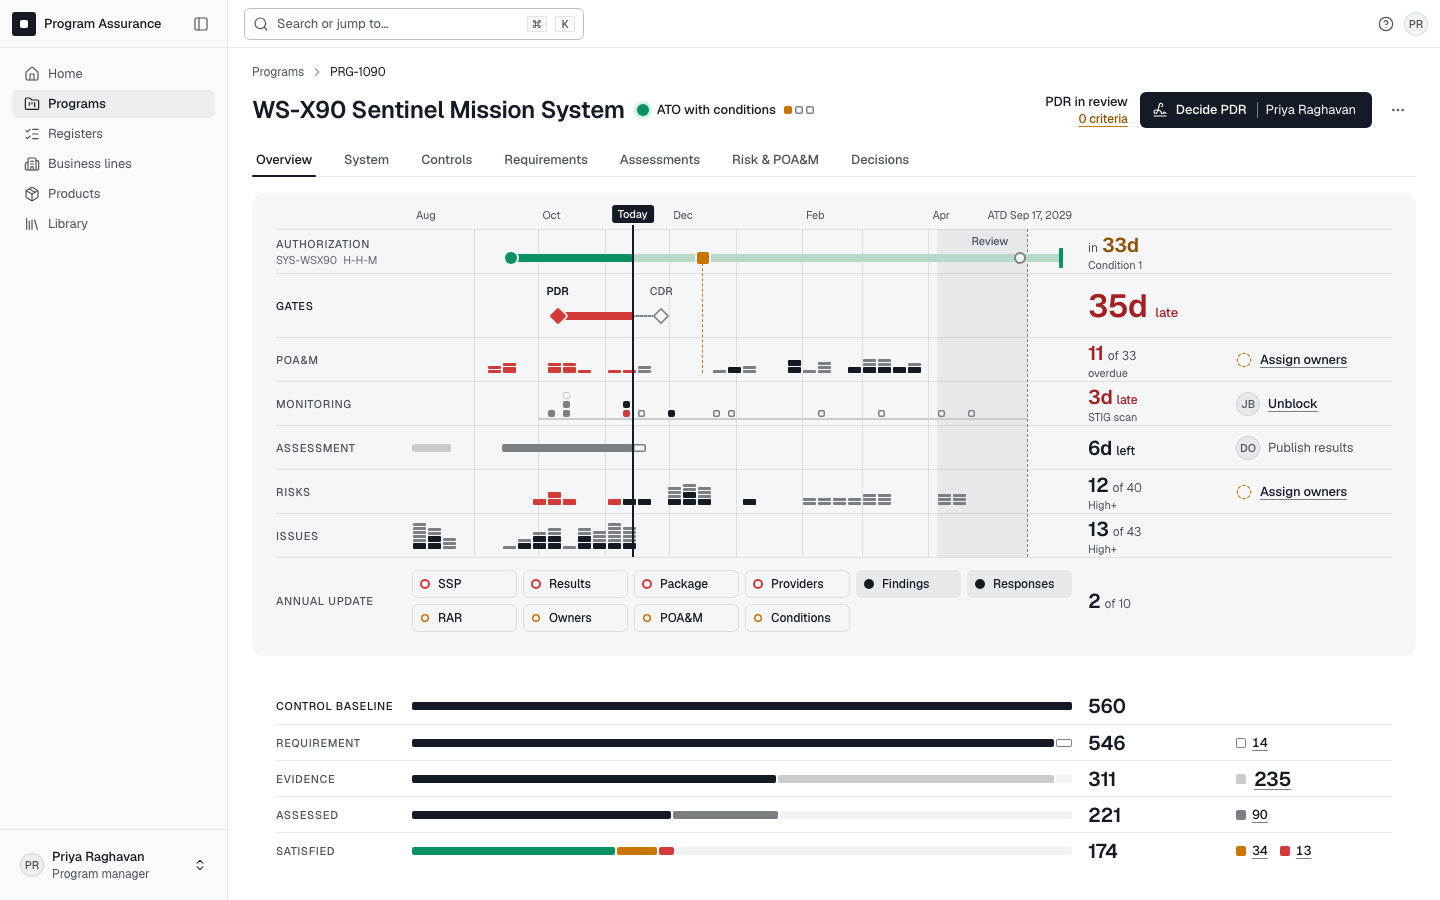 Program Assurance
Search or jump to...
⌘ K
PR
Home
Programs
Registers
Business lines
Products
Library
Programs > PRG-1090
WS-X90 Sentinel Mission System
ATO with conditions
PDR in review
0 criteria
Decide PDR | Priya Raghavan
Overview System Controls Requirements Assessments Risk & POA&M Decisions
Aug Oct Today Dec Feb Apr ATD Sep 17, 2029
AUTHORIZATION
SYS-WSX90 H-H-M
Review
in 33d
Condition 1
GATES
PDR CDR
35d late
POA&M
11 of 33
overdue
Assign owners
MONITORING
3d late
STIG scan
JB Unblock
ASSESSMENT
6d left
DO Publish results
RISKS
12 of 40
High+
Assign owners
ISSUES
13 of 43
High+
ANNUAL UPDATE
SSP Results Package Providers Findings Responses
RAR Owners POA&M Conditions
2 of 10
CONTROL BASELINE 560
REQUIREMENT 546 14
EVIDENCE 311 235
ASSESSED 221 90
SATISFIED 174 34 13
PR
Priya Raghavan
Program manager